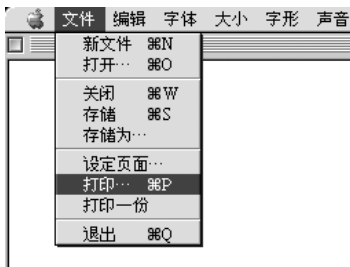 文件 编辑 字体 大小 字形 声音
新文件 ⌘N
打开… ⌘O
关闭 ⌘W
存储 ⌘S
存储为…
设定页面…
打印… ⌘P
打印一份
退出 ⌘Q